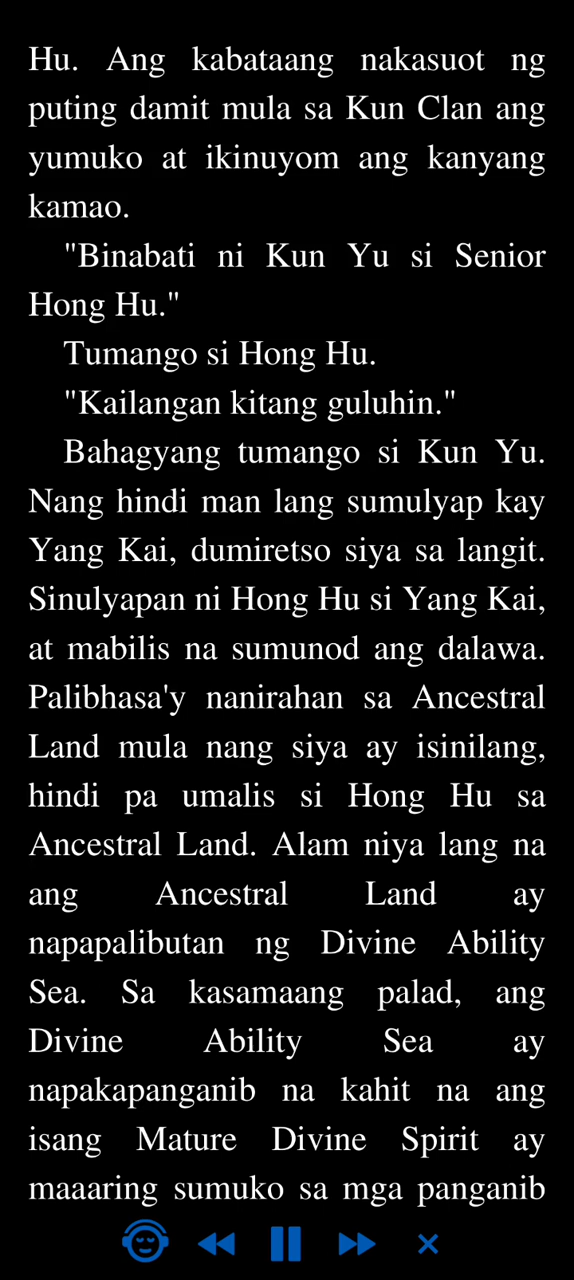 Hu. Ang kabataang nakasuot ng
puting damit mula sa Kun Clan ang
yumuko at ikinuyom ang kanyang
kamao.
"Binabati ni Kun Yu si Senior
Hong Hu."
Tumango si Hong Hu.
"Kailangan kitang guluhin."
Bahagyang tumango si Kun Yu.
Nang hindi man lang sumulyap kay
Yang Kai, dumiretso siya sa langit.
Sinulyapan ni Hong Hu si Yang Kai,
at mabilis na sumunod ang dalawa.
Palibhasa'y nanirahan sa Ancestral
Land mula nang siya ay isinilang,
hindi pa umalis si Hong Hu sa
Ancestral Land. Alam niya lang na
ang Ancestral Land ay
napapalibutan ng Divine Ability
Sea. Sa kasamaang palad, ang
Divine Ability Sea ay
napakapanganib na kahit na ang
isang Mature Divine Spirit ay
maaaring sumuko sa mga panganib